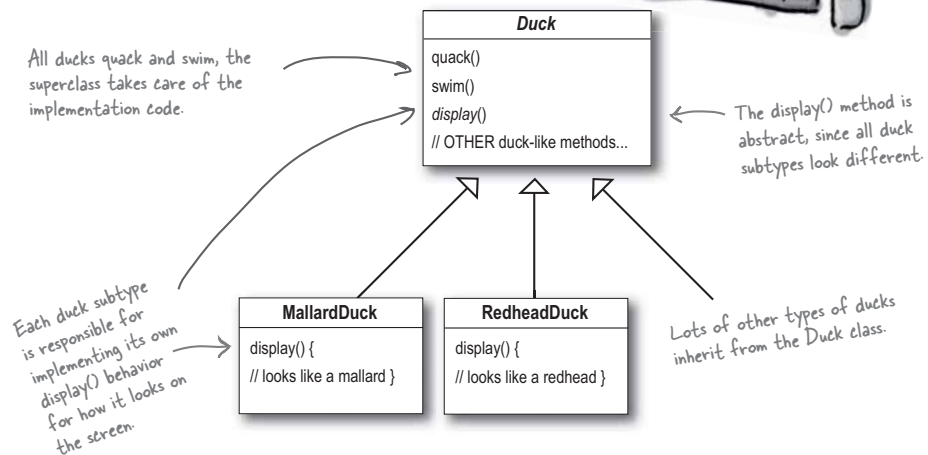 Duck
quack()
swim()
display()
// OTHER duck-like methods...
All ducks quack and swim, the
superclass takes care of the
implementation code.
The display() method is
abstract, since all duck
subtypes look different.
Each duck subtype
is responsible for
implementing its own
display() behavior
for how it looks on
the screen.
MallardDuck
display() {
// looks like a mallard }
RedheadDuck
display() {
// looks like a redhead }
Lots of other types of ducks
inherit from the Duck class.